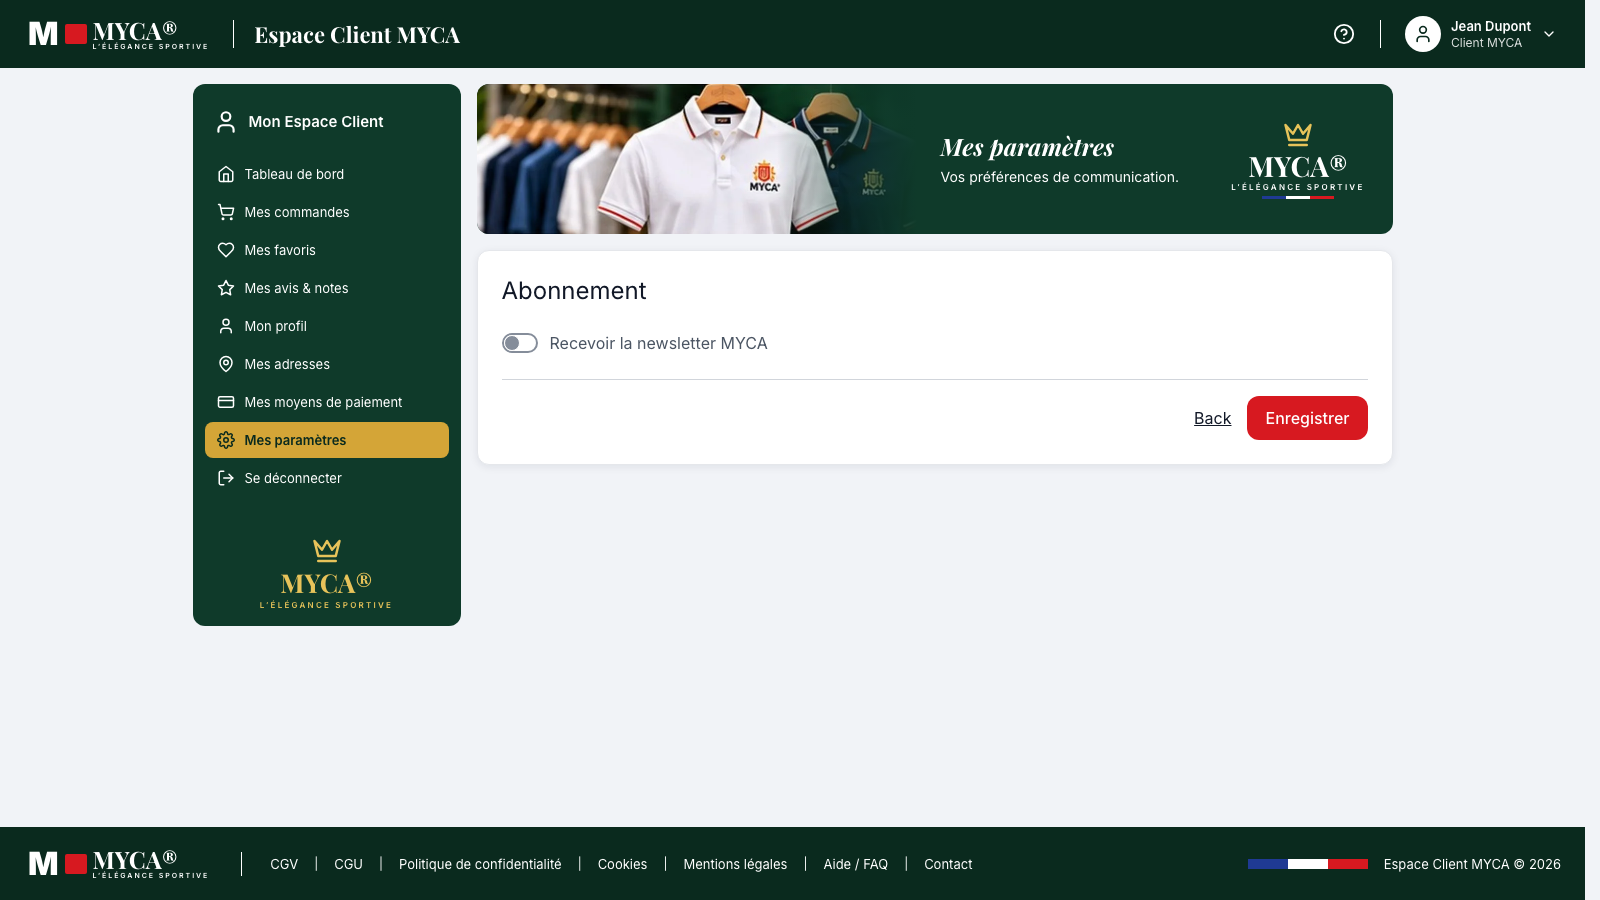 M MYCA®
L'ÉLÉGANCE SPORTIVE
Espace Client MYCA
Jean Dupont
Client MYCA
Mon Espace Client
Tableau de bord
Mes commandes
Mes favoris
Mes avis & notes
Mon profil
Mes adresses
Mes moyens de paiement
Mes paramètres
Se déconnecter
MYCA®
L'ÉLÉGANCE SPORTIVE
MYCA
MYCA
Mes paramètres
Vos préférences de communication.
MYCA®
L'ÉLÉGANCE SPORTIVE
Abonnement
Recevoir la newsletter MYCA
Back
Enregistrer
M MYCA®
L'ÉLÉGANCE SPORTIVE
CGV | CGU | Politique de confidentialité | Cookies | Mentions légales | Aide / FAQ | Contact
Espace Client MYCA © 2026